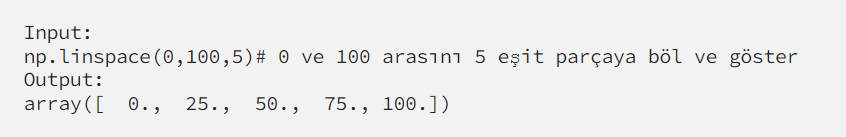 Input:
np.linspace(0,100,5)# 0 ve 100 arasını 5 eşit parçaya böl ve göster
Output:
array([  0.,  25.,  50.,  75., 100.])